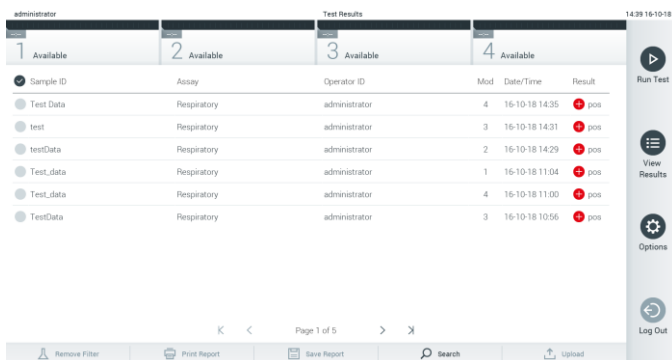 administrator Test Results 14:39 16-10-18
1 Available 2 Available 3 Available 4 Available
Sample ID Assay Operator ID Mod Date/Time Result
Test Data Respiratory administrator 4 16-10-18 14:35 pos
test Respiratory administrator 3 16-10-18 14:31 pos
testData Respiratory administrator 2 16-10-18 14:29 pos
Test_data Respiratory administrator 1 16-10-18 11:04 pos
Test_data Respiratory administrator 4 16-10-18 11:00 pos
TestData Respiratory administrator 3 16-10-18 10:56 pos
Page 1 of 5
Remove Filter Print Report Save Report Search Upload
Run Test
View
Results
Options
Log Out